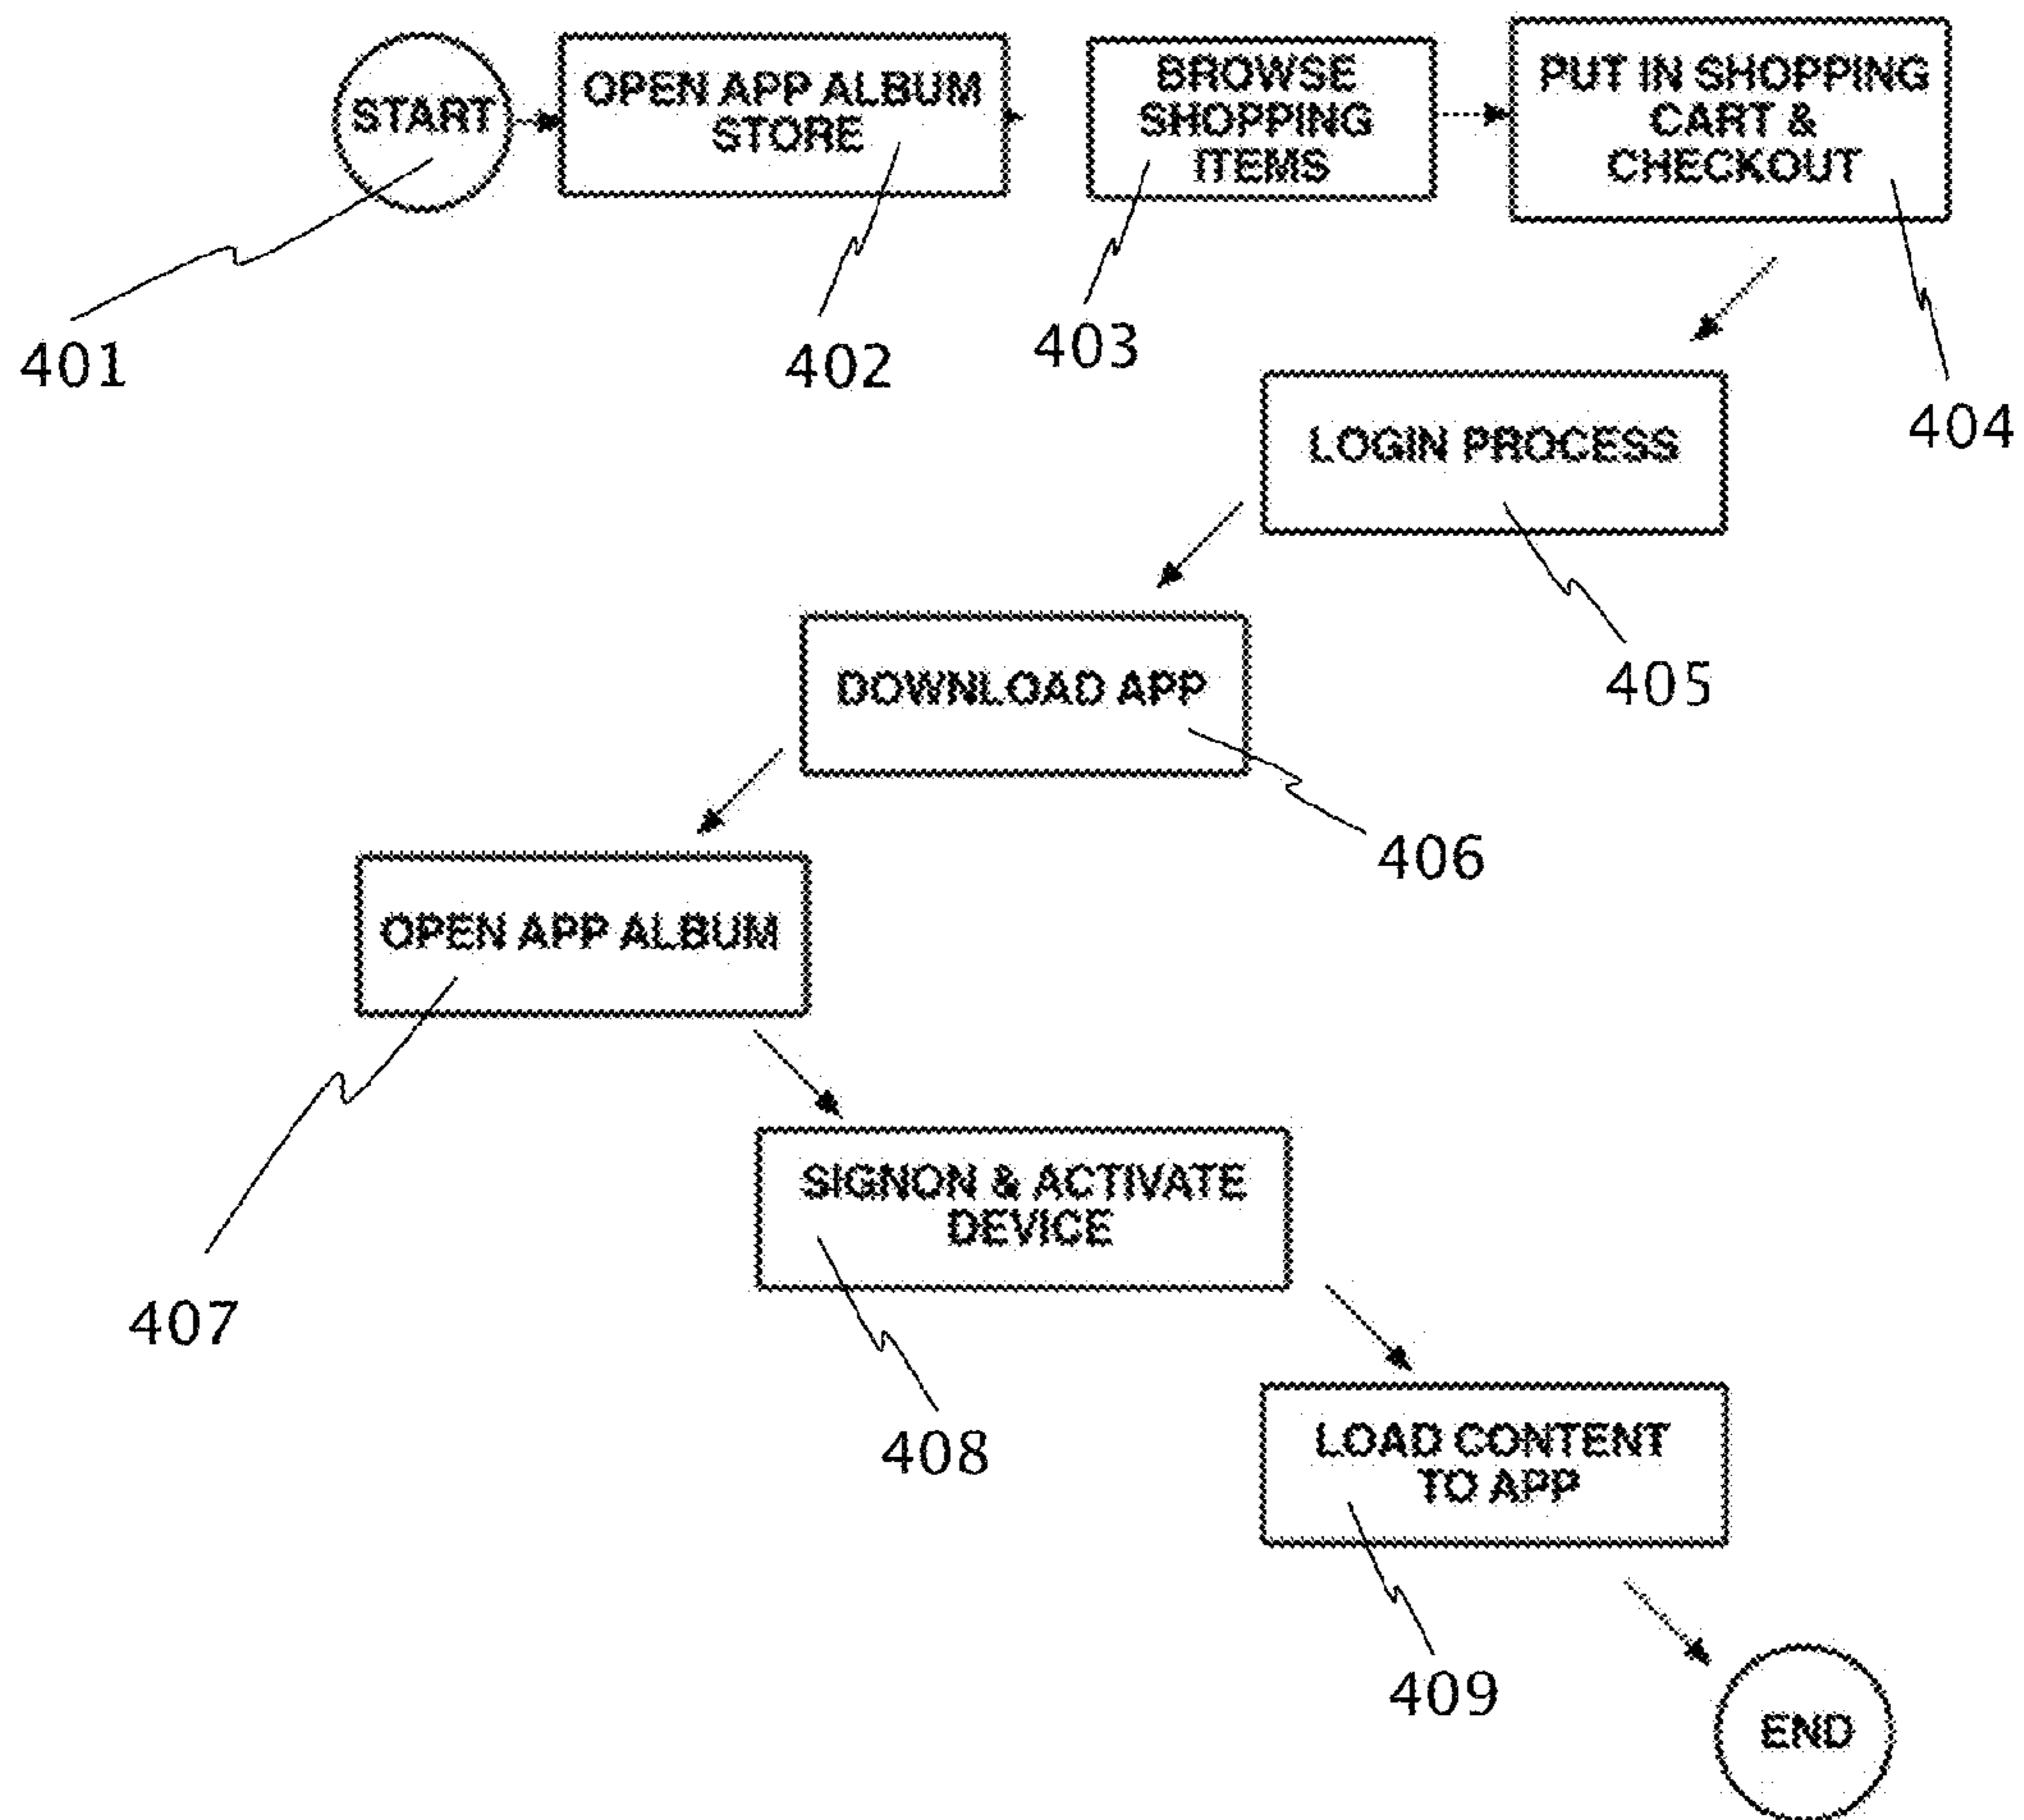 START
OPEN APP ALBUM
STORE
BROWSE
SHOPPING
ITEMS
PUT IN SHOPPING
CART &
CHECKOUT
401
402
403
404
LOGIN PROCESS
405
DOWNLOAD APP
406
OPEN APP ALBUM
407
SIGNON & ACTIVATE
DEVICE
408
LOAD CONTENT
TO APP
409
END